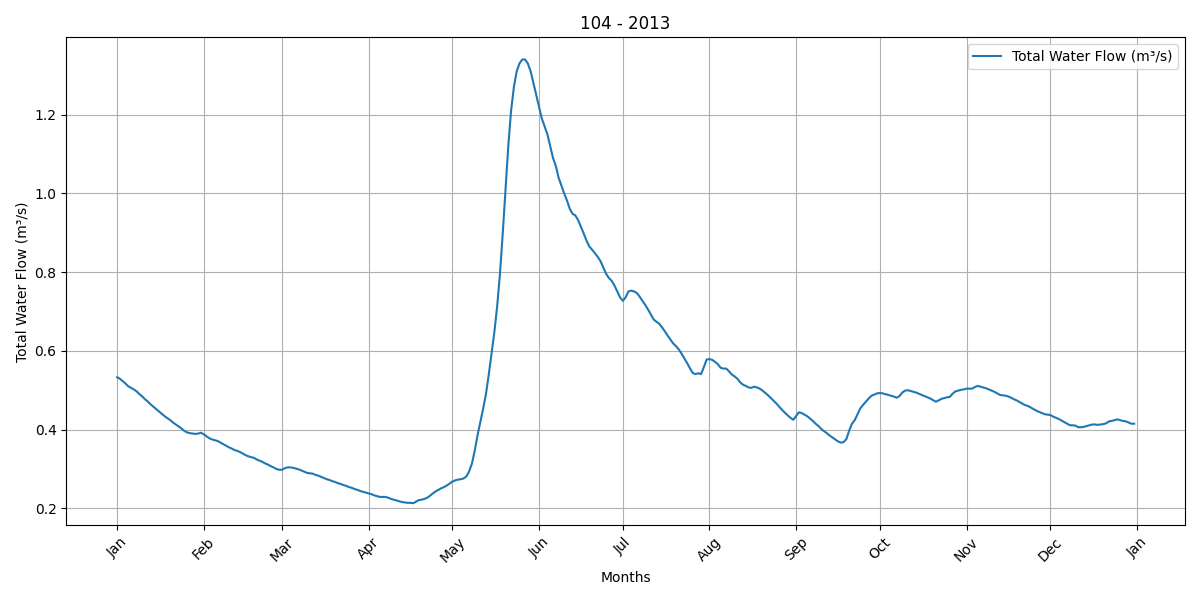 104 - 2013
Total Water Flow (m³/s)
Total Water Flow (m³/s)
1.2
1.0
0.8
0.6
0.4
0.2
Jan
Feb
Mar
Apr
May
Jun
Jul
Aug
Sep
Oct
Nov
Dec
Jan
Months